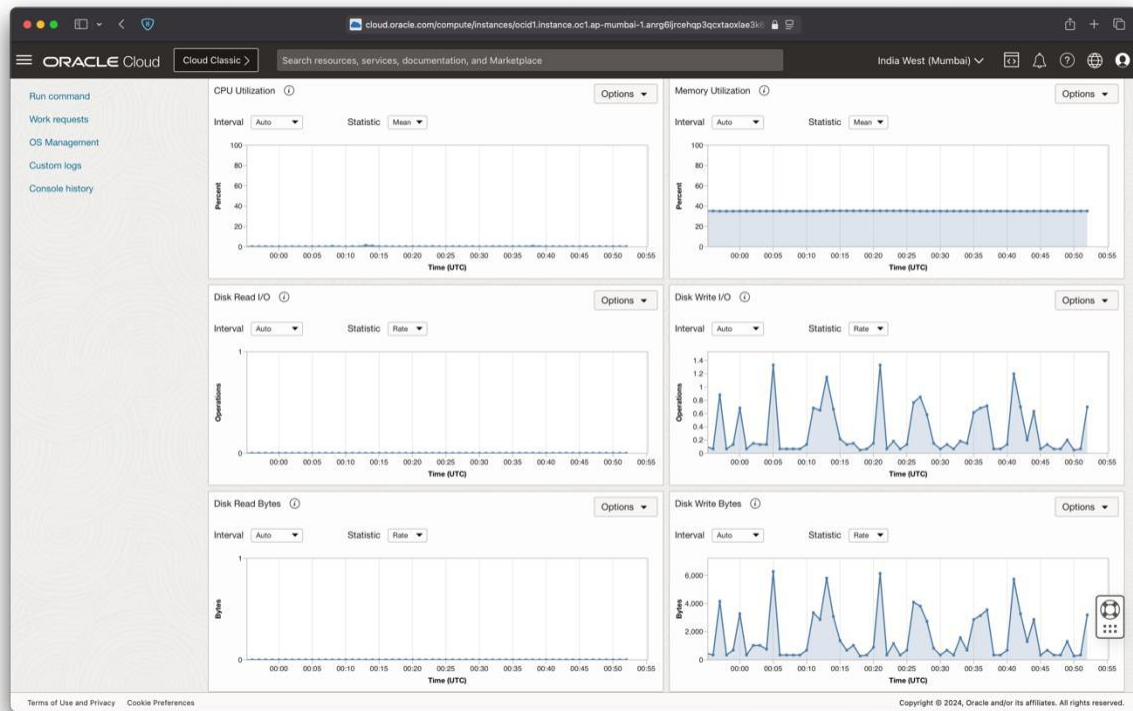 cloud.oracle.com/compute/instances/ocid1.instance.oc1.ap-mumbai-1.anrg6ljrcehqp3qcxtaoxlae3k6
ORACLE Cloud
Cloud Classic >
Search resources, services, documentation, and Marketplace
India West (Mumbai)
Run command
Work requests
OS Management
Custom logs
Console history
CPU Utilization
Options
Interval Auto Statistic Mean
100
80
60
40
20
0
Percent
00:00 00:05 00:10 00:15 00:20 00:25 00:30 00:35 00:40 00:45 00:50 00:55
Time (UTC)
Memory Utilization
Options
Interval Auto Statistic Mean
100
80
60
40
20
0
Percent
00:00 00:05 00:10 00:15 00:20 00:25 00:30 00:35 00:40 00:45 00:50 00:55
Time (UTC)
Disk Read I/O
Options
Interval Auto Statistic Rate
1
0
Operations
00:00 00:05 00:10 00:15 00:20 00:25 00:30 00:35 00:40 00:45 00:50 00:55
Time (UTC)
Disk Write I/O
Options
Interval Auto Statistic Rate
1.4
1.2
1
0.8
0.6
0.4
0.2
0
Operations
00:00 00:05 00:10 00:15 00:20 00:25 00:30 00:35 00:40 00:45 00:50 00:55
Time (UTC)
Disk Read Bytes
Options
Interval Auto Statistic Rate
1
0
Bytes
00:00 00:05 00:10 00:15 00:20 00:25 00:30 00:35 00:40 00:45 00:50 00:55
Time (UTC)
Disk Write Bytes
Options
Interval Auto Statistic Rate
6,000
4,000
2,000
0
Bytes
00:00 00:05 00:10 00:15 00:20 00:25 00:30 00:35 00:40 00:45 00:50 00:55
Time (UTC)
Terms of Use and Privacy Cookie Preferences
Copyright © 2024, Oracle and/or its affiliates. All rights reserved.